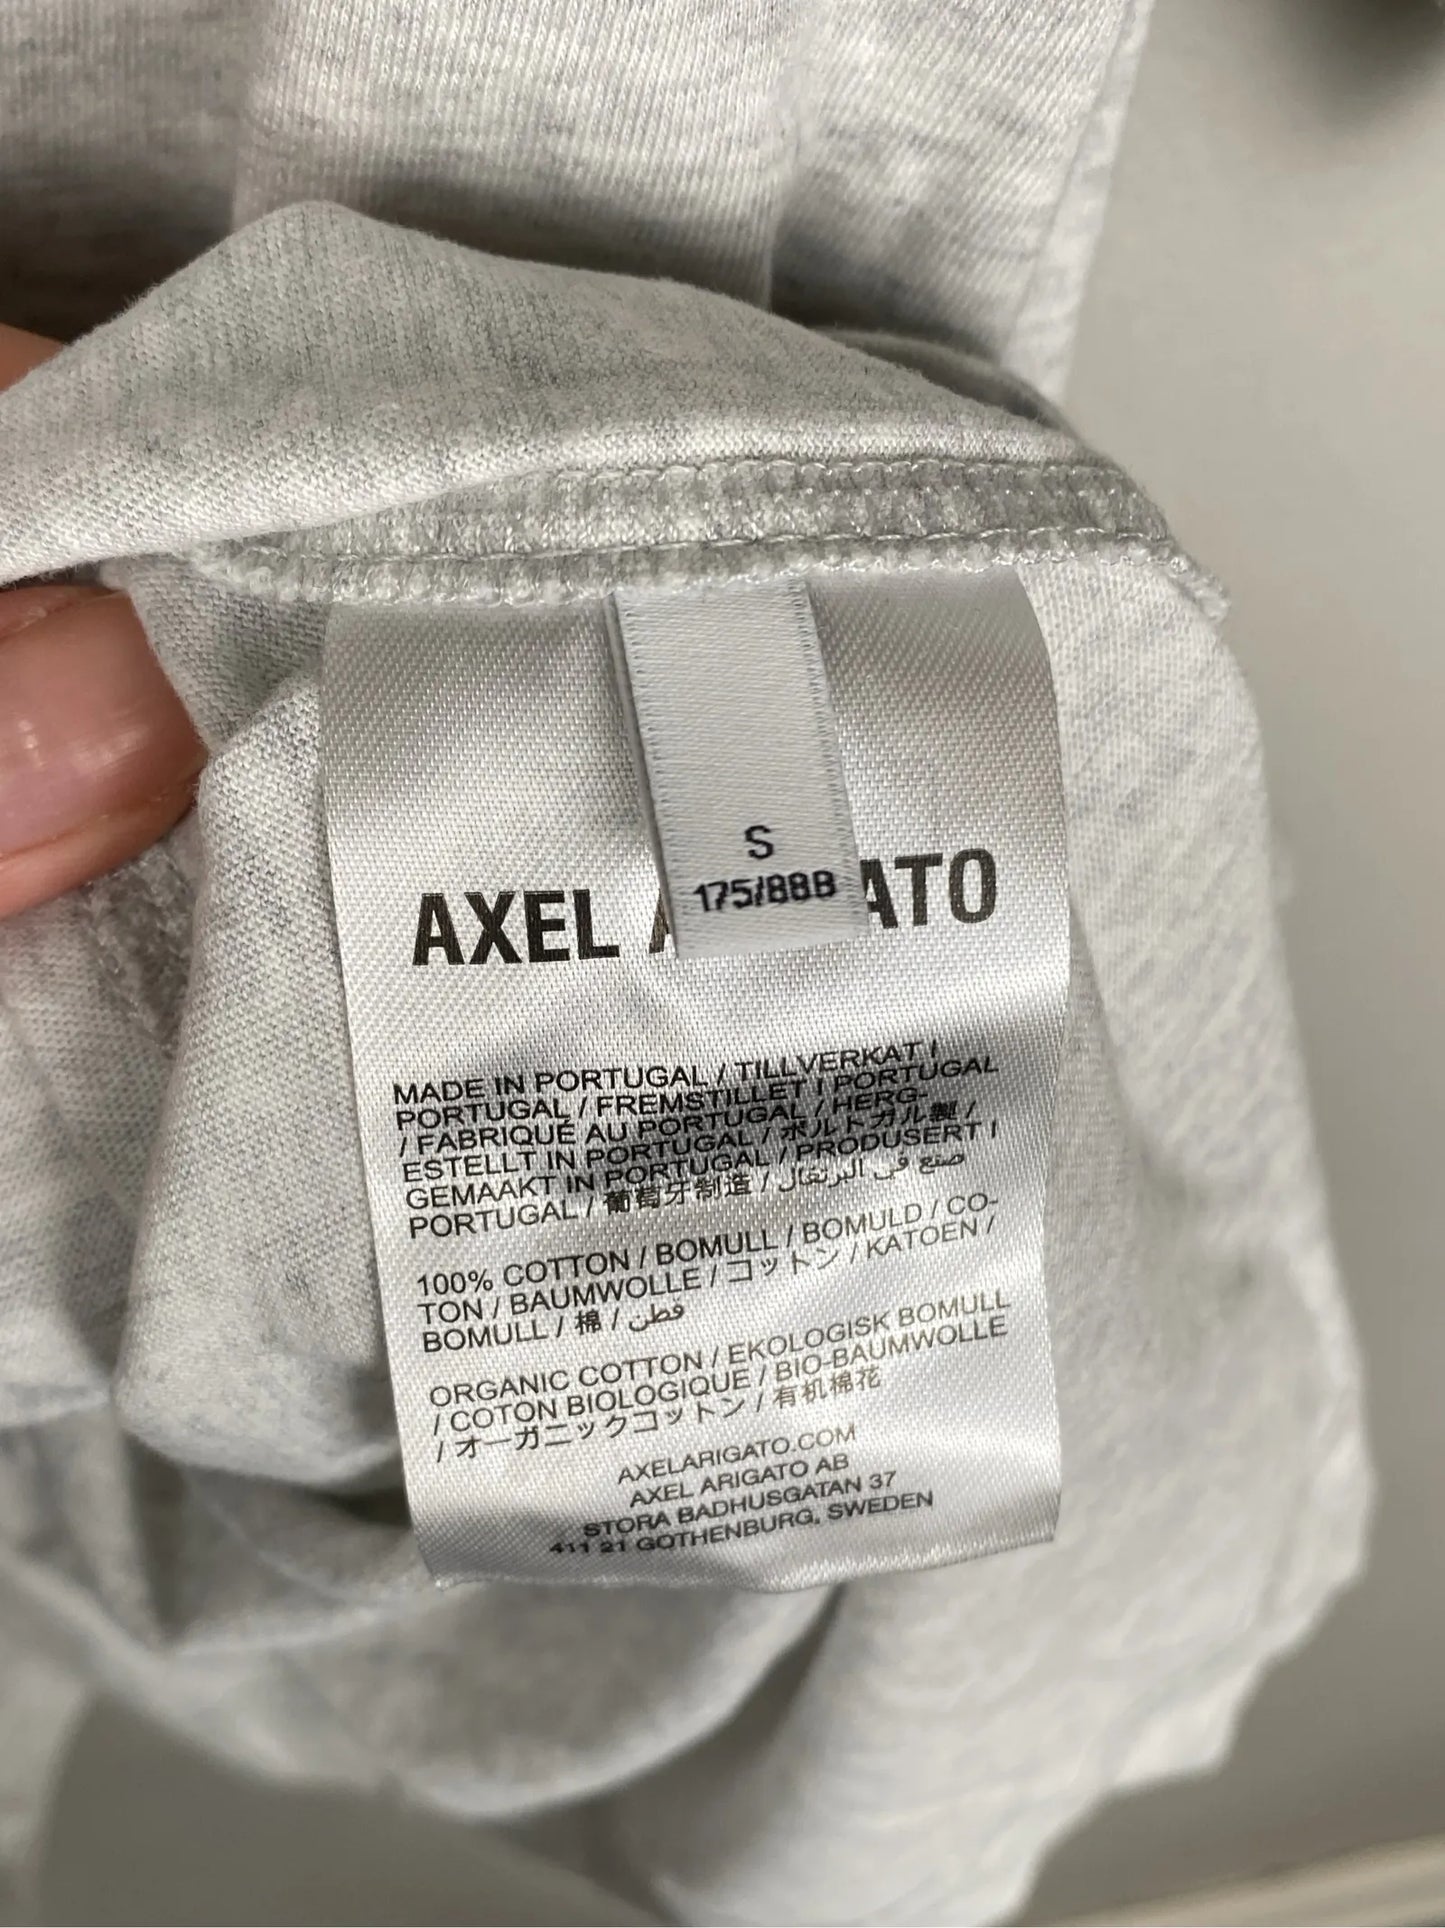 S
175/88B
AXEL A ATO
MADE IN PORTUGAL / TILLVERKAT I
PORTUGAL / FREMSTILLET I PORTUGAL
/ FABRIQUÉ AU PORTUGAL / HERG-
ESTELLT IN PORTUGAL / ポルトガル製 /
GEMAAKT IN PORTUGAL / PRODUSERT I
PORTUGAL / 葡萄牙制造 / صنع في البرتغال
100% COTTON / BOMULL / BOMULD / CO-
TON / BAUMWOLLE / コットン / KATOEN /
BOMULL / 棉 / قطن
ORGANIC COTTON / EKOLOGISK BOMULL
/ COTON BIOLOGIQUE / BIO-BAUMWOLLE
/ オーガニックコットン / 有机棉花
AXELARIGATO.COM
AXEL ARIGATO AB
STORA BADHUSGATAN 37
411 21 GOTHENBURG, SWEDEN